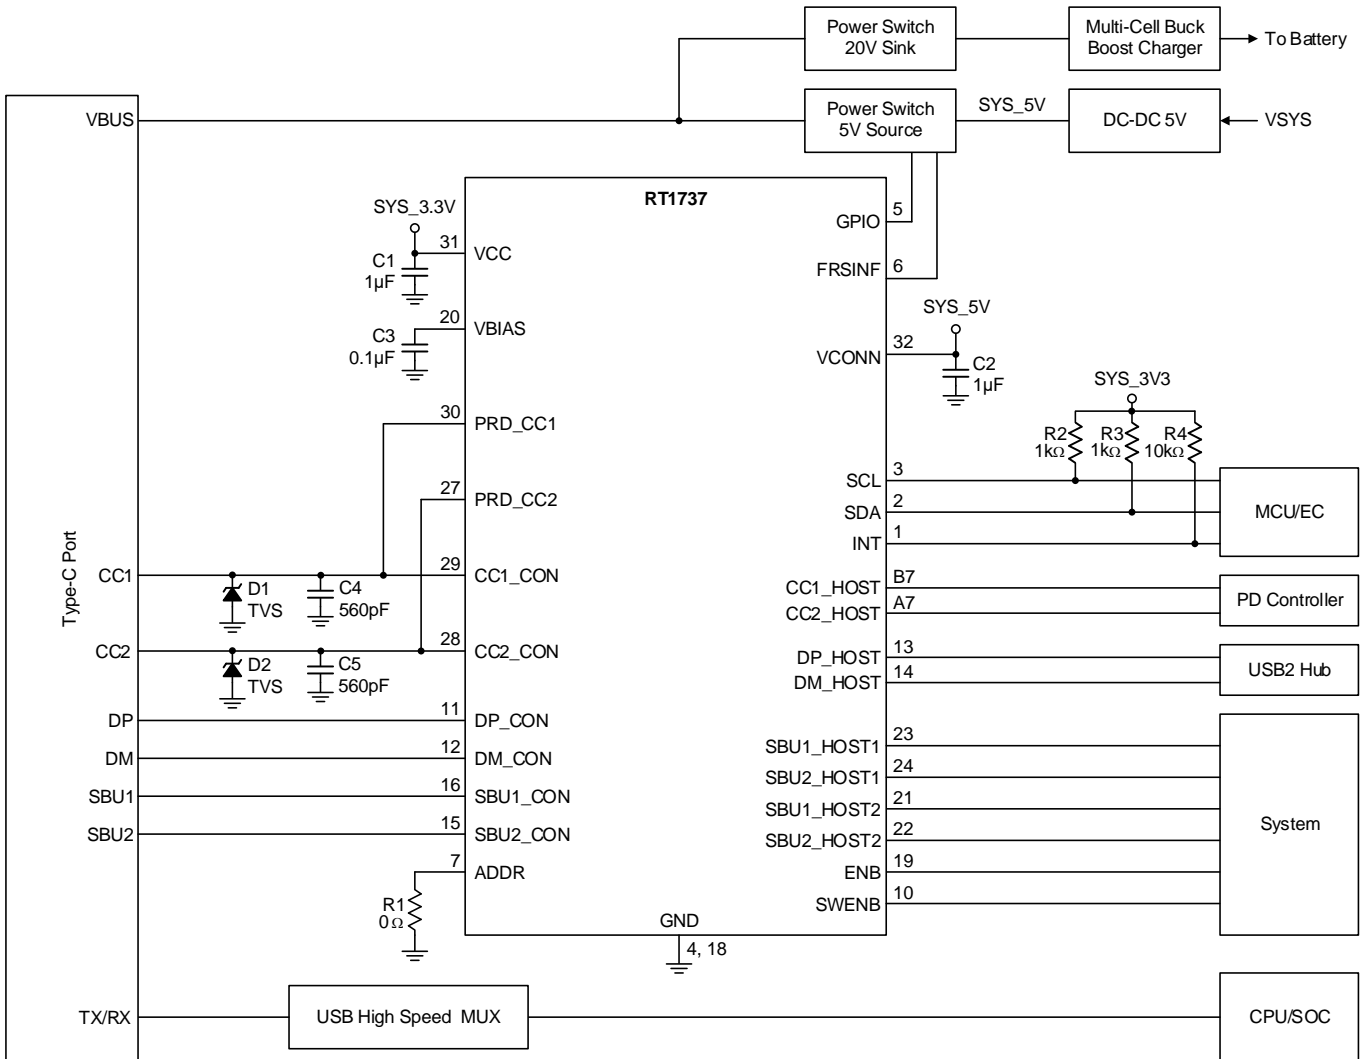 Power Switch
20V Sink
Multi-Cell Buck
Boost Charger
To Battery
VBUS
Power Switch
5V Source
SYS_5V
DC-DC 5V
VSYS
RT1737
SYS_3.3V
31
VCC
C1
1µF
5
GPIO
6
FRSINF
20
VBIAS
C3
0.1µF
SYS_5V
32
VCONN
C2
1µF
SYS_3V3
30
PRD_CC1
R2
1kΩ
R3
1kΩ
R4
10kΩ
27
PRD_CC2
3
SCL
2
SDA
1
INT
MCU/EC
Type-C Port
CC1
D1
TVS
C4
560pF
29
CC1_CON
B7
CC1_HOST
A7
CC2_HOST
PD Controller
CC2
D2
TVS
C5
560pF
28
CC2_CON
13
DP_HOST
14
DM_HOST
USB2 Hub
DP
11
DP_CON
DM
12
DM_CON
SBU1
16
SBU1_CON
SBU2
15
SBU2_CON
7
ADDR
R1
0Ω
23
SBU1_HOST1
24
SBU2_HOST1
21
SBU1_HOST2
22
SBU2_HOST2
19
ENB
10
SWENB
System
GND
4, 18
TX/RX
USB High Speed MUX
CPU/SOC